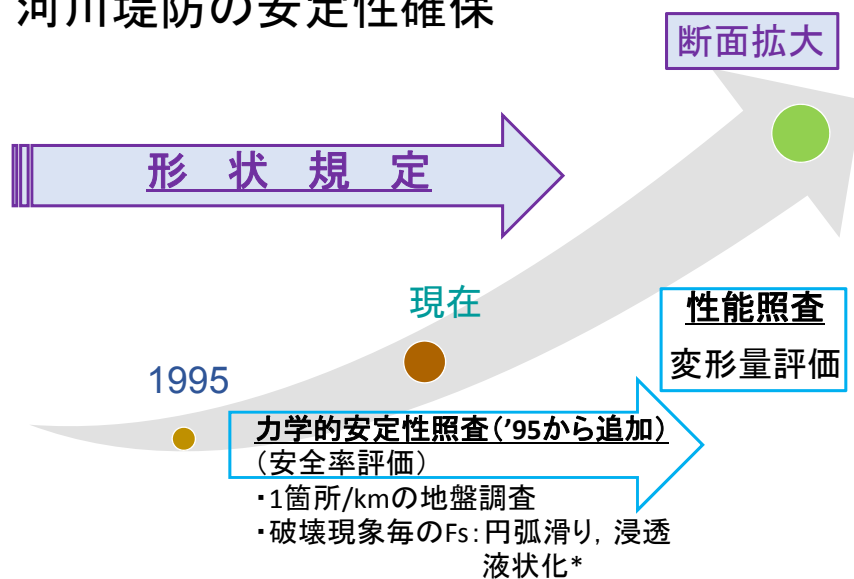 河川堤防の安定性確保
断面拡大
形 状 規 定
現在
性能照査
変形量評価
1995
力学的安定性照査(’95から追加)
(安全率評価)
・1箇所/kmの地盤調査
・破壊現象毎のFs:円弧滑り,浸透
液状化*